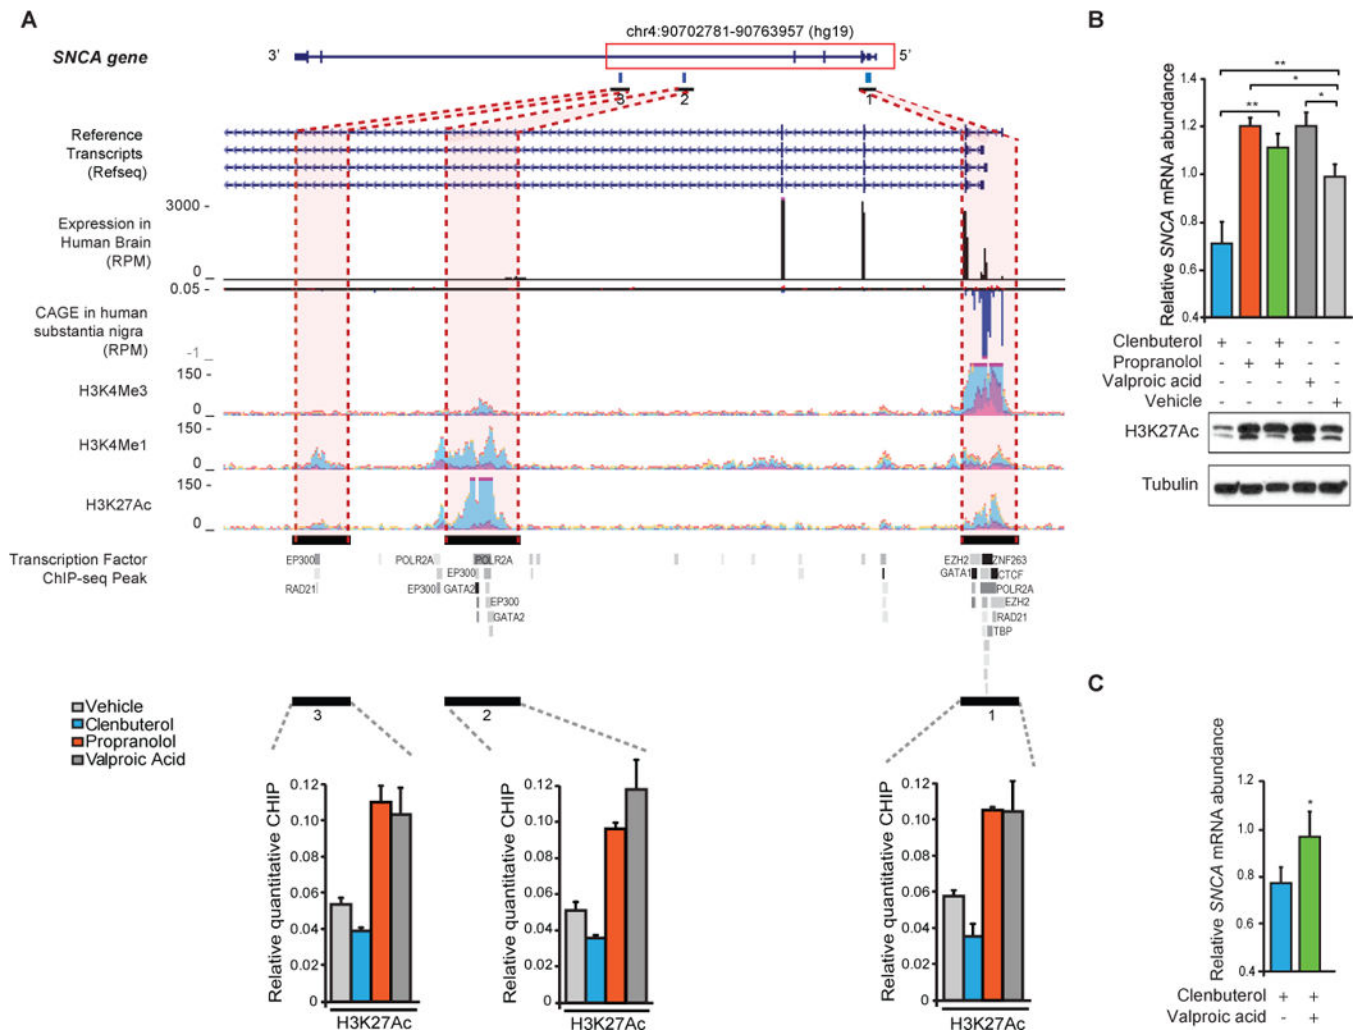 A
chr4:90702781-90763957 (hg19)
SNCA gene
3'
5'
3
2
1
Reference
Transcripts
(Refseq)
3000 -
Expression in
Human Brain
(RPM)
0 _
0.05 -
CAGE in human
substantia nigra
(RPM)
-1 _
150 -
H3K4Me3
0 _
150 -
H3K4Me1
0 _
150 -
H3K27Ac
0 _
Transcription Factor
ChIP-seq Peak
EP300
RAD21
POLR2A
POLR2A
EP300
EP300
GATA2
EP300
GATA2
EZH2
ZNF263
GATA1
CTCF
POLR2A
EZH2
RAD21
TBP
3
2
1
Vehicle
Clenbuterol
Propranolol
Valproic Acid
Relative quantitative CHIP
0.12
0.10
0.08
0.06
0.04
0.02
0
H3K27Ac
Relative quantitative CHIP
0.12
0.10
0.08
0.06
0.04
0.02
0
H3K27Ac
Relative quantitative CHIP
0.12
0.10
0.08
0.06
0.04
0.02
0
H3K27Ac
B
Relative SNCA mRNA abundance
1.4
1.2
1.0
0.8
0.6
0.4
**
*
** *
Clenbuterol + - + - -
Propranolol - + + - -
Valproic acid - - - + -
Vehicle - - - - +
H3K27Ac
Tubulin
C
Relative SNCA mRNA abundance
1.2
1.0
0.8
0.6
0.4
*
Clenbuterol + +
Valproic acid - +